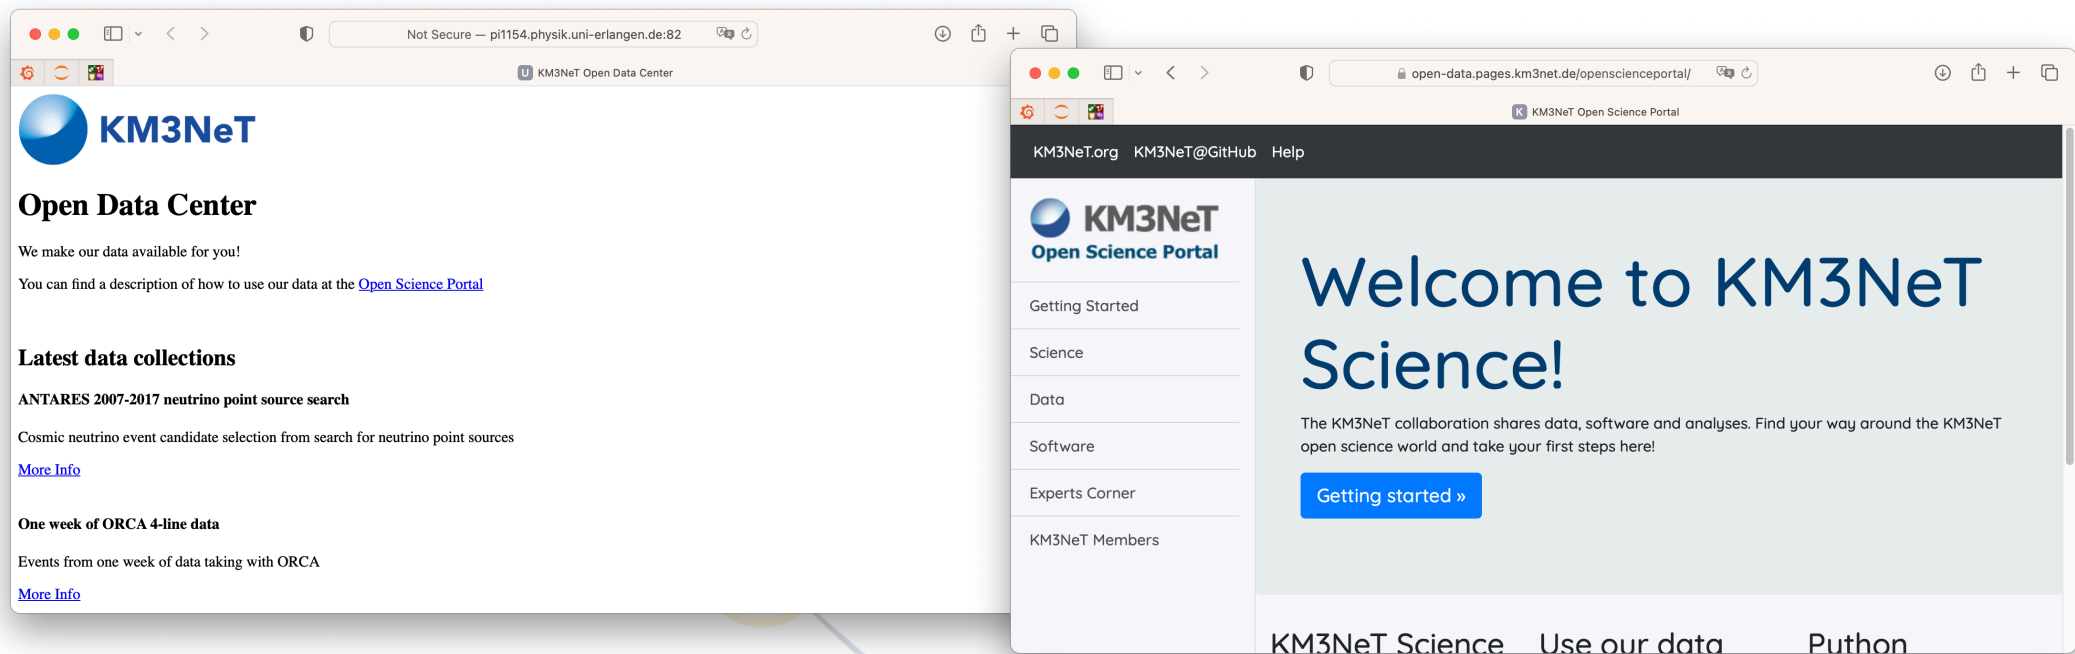 Not Secure — pi1154.physik.uni-erlangen.de:82
U KM3NeT Open Data Center
KM3NeT
Open Data Center
We make our data available for you!
You can find a description of how to use our data at the Open Science Portal
Latest data collections
ANTARES 2007-2017 neutrino point source search
Cosmic neutrino event candidate selection from search for neutrino point sources
More Info
One week of ORCA 4-line data
Events from one week of data taking with ORCA
More Info
open-data.pages.km3net.de/openscienceportal/
K KM3NeT Open Science Portal
KM3NeT.org KM3NeT@GitHub Help
KM3NeT
Open Science Portal
Getting Started
Science
Data
Software
Experts Corner
KM3NeT Members
Welcome to KM3NeT
Science!
The KM3NeT collaboration shares data, software and analyses. Find your way around the KM3NeT
open science world and take your first steps here!
Getting started »
KM3NeT Science Use our data Python